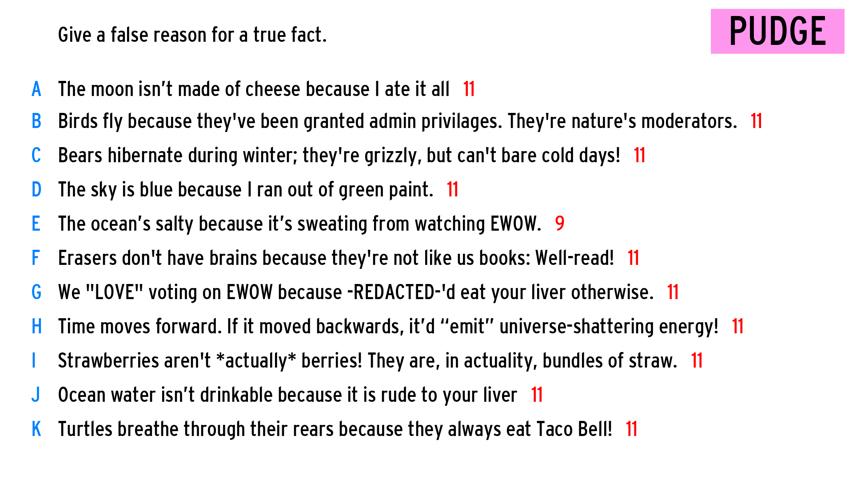 Give a false reason for a true fact.
PUDGE
A The moon isn’t made of cheese because I ate it all 11
B Birds fly because they've been granted admin privilages. They're nature's moderators. 11
C Bears hibernate during winter; they're grizzly, but can't bare cold days! 11
D The sky is blue because I ran out of green paint. 11
E The ocean’s salty because it’s sweating from watching EWOW. 9
F Erasers don't have brains because they're not like us books: Well-read! 11
G We "LOVE" voting on EWOW because -REDACTED-'d eat your liver otherwise. 11
H Time moves forward. If it moved backwards, it’d “emit” universe-shattering energy! 11
I Strawberries aren't *actually* berries! They are, in actuality, bundles of straw. 11
J Ocean water isn’t drinkable because it is rude to your liver 11
K Turtles breathe through their rears because they always eat Taco Bell! 11